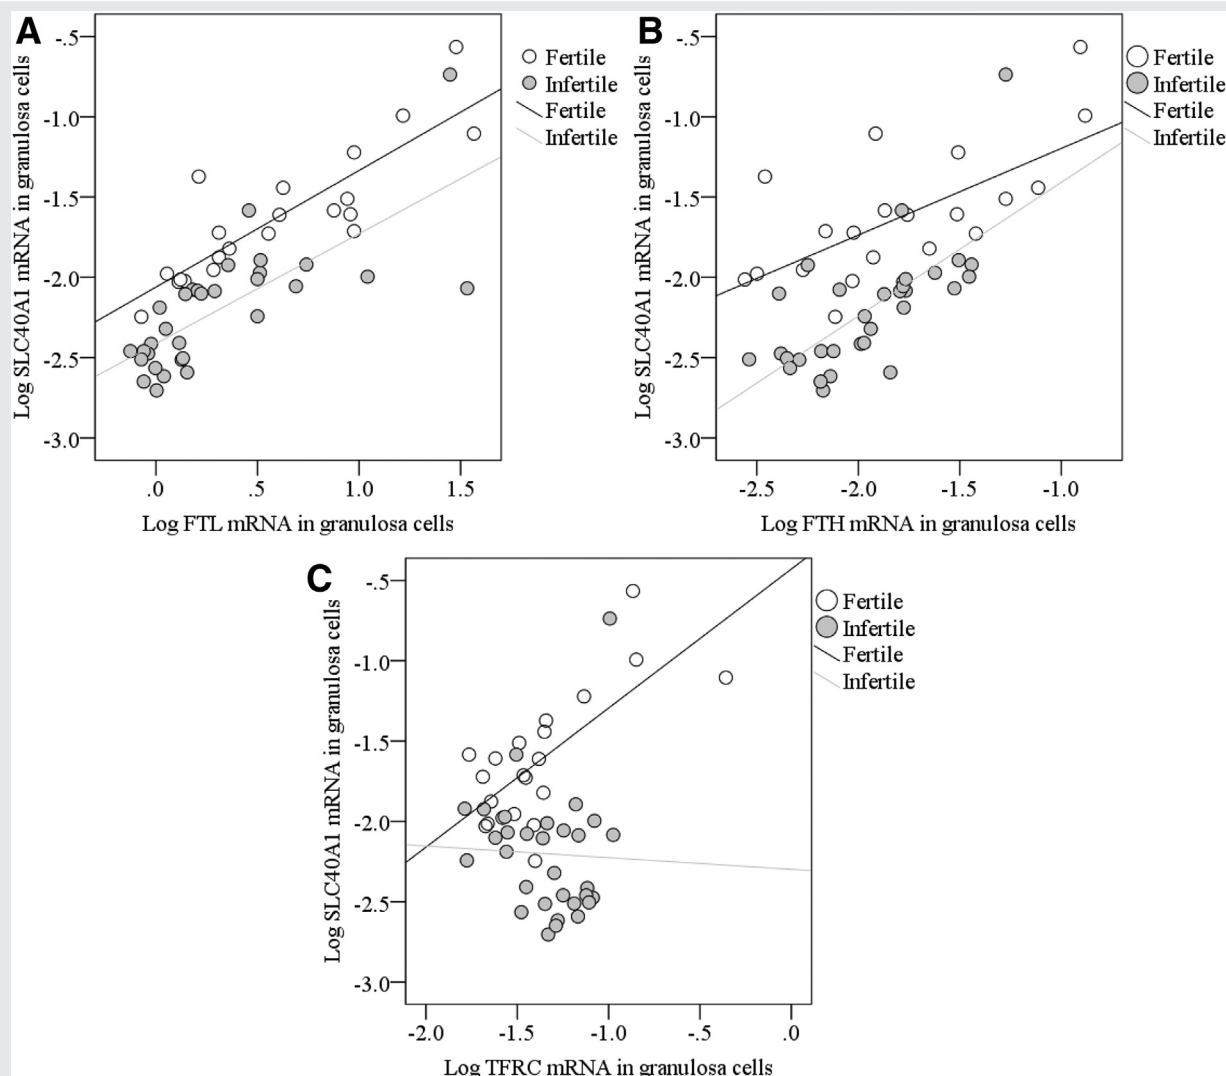 A
Log SLC40A1 mRNA in granulosa cells
-.5
-1.0
-1.5
-2.0
-2.5
-3.0
.0 .5 1.0 1.5
Log FTL mRNA in granulosa cells
Fertile
Infertile
Fertile
Infertile
B
Log SLC40A1 mRNA in granulosa cells
-.5
-1.0
-1.5
-2.0
-2.5
-3.0
-2.5 -2.0 -1.5 -1.0
Log FTH mRNA in granulosa cells
Fertile
Infertile
Fertile
Infertile
C
Log SLC40A1 mRNA in granulosa cells
-.5
-1.0
-1.5
-2.0
-2.5
-3.0
-2.0 -1.5 -1.0 -.5 .0
Log TFRC mRNA in granulosa cells
Fertile
Infertile
Fertile
Infertile